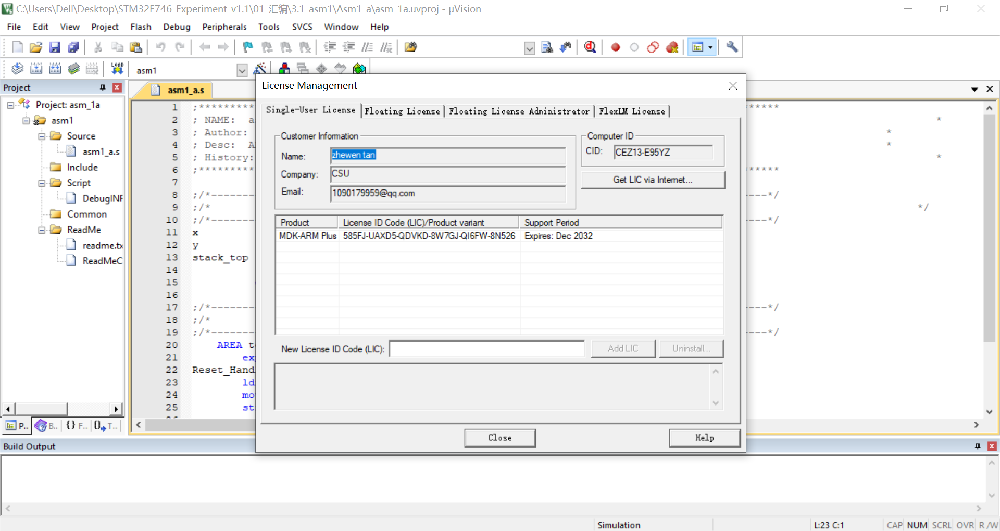 C:\Users\Dell\Desktop\STM32F746_Experiment_v1.1\01_汇编\3.1_asm1\Asm1_a\asm_1a.uvproj - µVision
File Edit View Project Flash Debug Peripherals Tools SVCS Window Help
LOAD asm1
Project
Project: asm_1a
asm1
Source
asm1_a.s
Include
Script
DebugINF
Common
ReadMe
readme.tx
ReadMeC
P.. B.. {} F.. T..
asm1_a.s
1 ;*********
2 ; NAME: a
3 ; Author:
4 ; Desc: A
5 ; History:
6 ;*********
7
8 ;/*-------
9 ;/*
10 ;/*-------
11 x
12 y
13 stack_top
14
15
16
17 ;/*-------
18 ;/*
19 ;/*-------
20 AREA t
21 exp
22 Reset_Hand
23 ld
24 mo
25 st
*****
*
*
*
*
*****
---*/
*/
---*/
---*/
---*/
License Management
Single-User License Floating License Floating License Administrator FlexLM License
Customer Information
Name: zhewen tan
Company: CSU
Email: 1090179959@qq.com
Computer ID
CID: CEZ13-E95YZ
Get LIC via Internet...
Product License ID Code (LIC)/Product variant Support Period
MDK-ARM Plus 585FJ-UAXD5-QDVKD-8W7GJ-QI6FW-8N526 Expires: Dec 2032
New License ID Code (LIC): Add LIC Uninstall...
Close Help
Build Output
Simulation L:23 C:1 CAP NUM SCRL OVR R /W